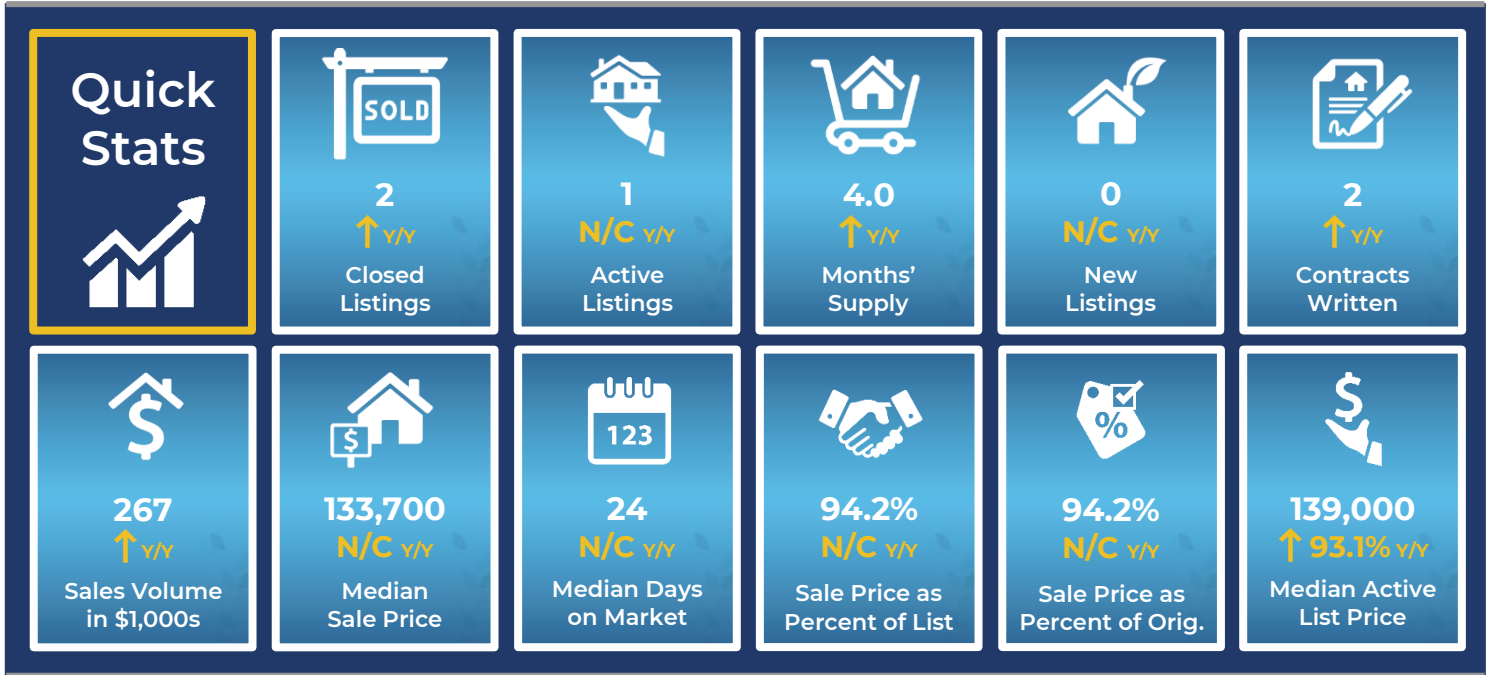 Quick
Stats
SOLD
2
↑ Y/Y
Closed
Listings
1
N/C Y/Y
Active
Listings
4.0
↑ Y/Y
Months’
Supply
0
N/C Y/Y
New
Listings
2
↑ Y/Y
Contracts
Written
$
267
↑ Y/Y
Sales Volume
in $1,000s
$
133,700
N/C Y/Y
Median
Sale Price
123
24
N/C Y/Y
Median Days
on Market
94.2%
N/C Y/Y
Sale Price as
Percent of List
%
94.2%
N/C Y/Y
Sale Price as
Percent of Orig.
$
139,000
↑ 93.1% Y/Y
Median Active
List Price